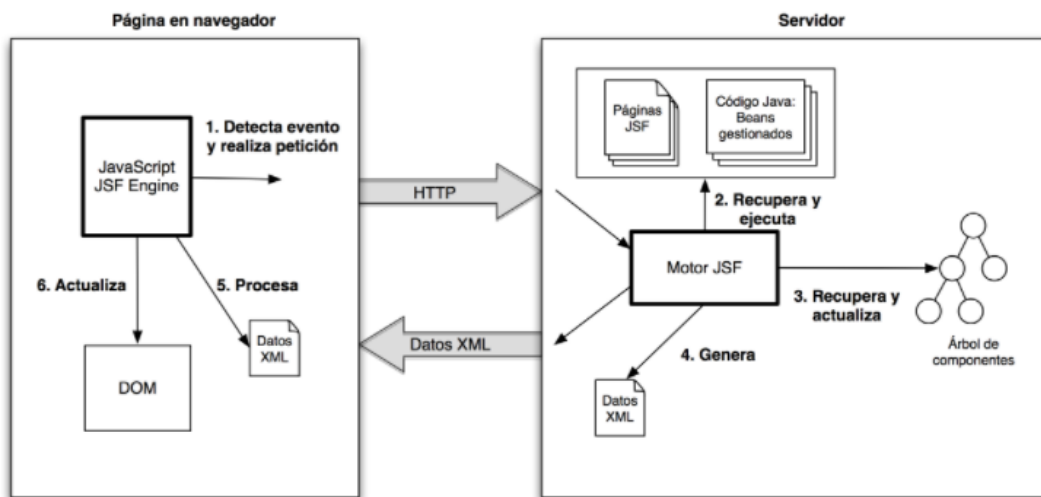 Página en navegador
Servidor
1. Detecta evento
y realiza petición
JavaScript
JSF Engine
6. Actualiza
5. Procesa
Datos
XML
DOM
HTTP
Datos XML
Páginas
JSF
Código Java:
Beans
gestionados
2. Recupera y
ejecuta
Motor JSF
3. Recupera y
actualiza
4. Genera
Datos
XML
Árbol de
componentes